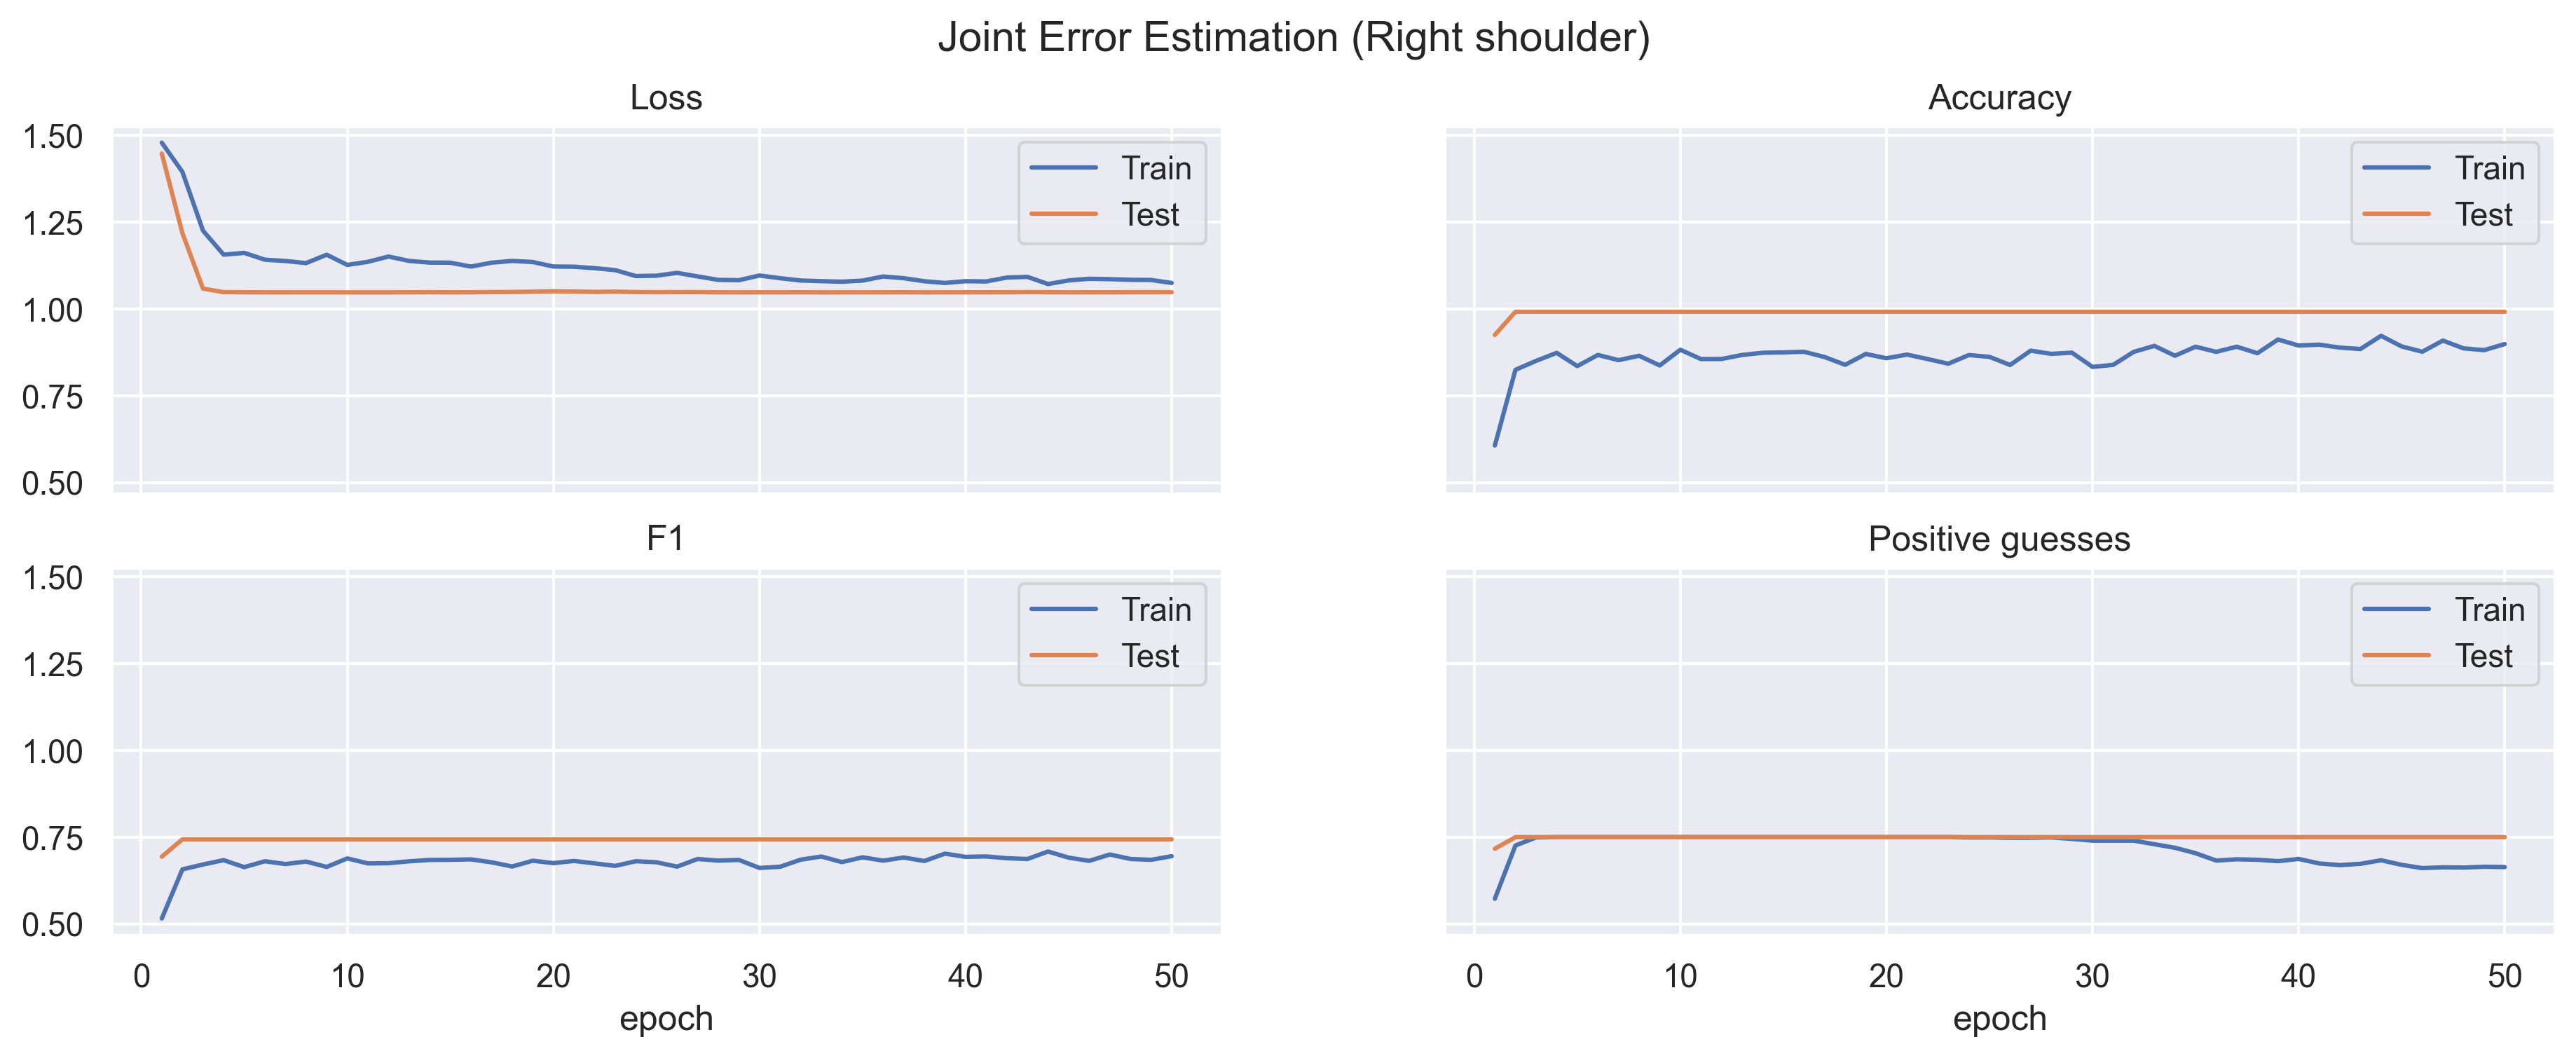 Joint Error Estimation (Right shoulder)
Loss
1.50
1.25
1.00
0.75
0.50
Train
Test
Accuracy
Train
Test
F1
1.50
1.25
1.00
0.75
0.50
Train
Test
0 10 20 30 40 50
epoch
Positive guesses
Train
Test
0 10 20 30 40 50
epoch